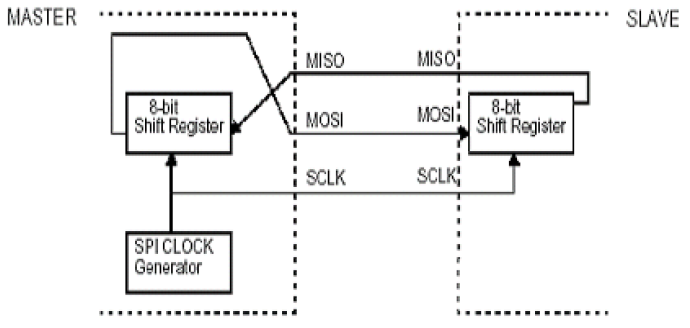 MASTER
SLAVE
MISO
MISO
8-bit
Shift Register
8-bit
Shift Register
MOSI
MOSI
SCLK
SCLK
SPI CLOCK
Generator